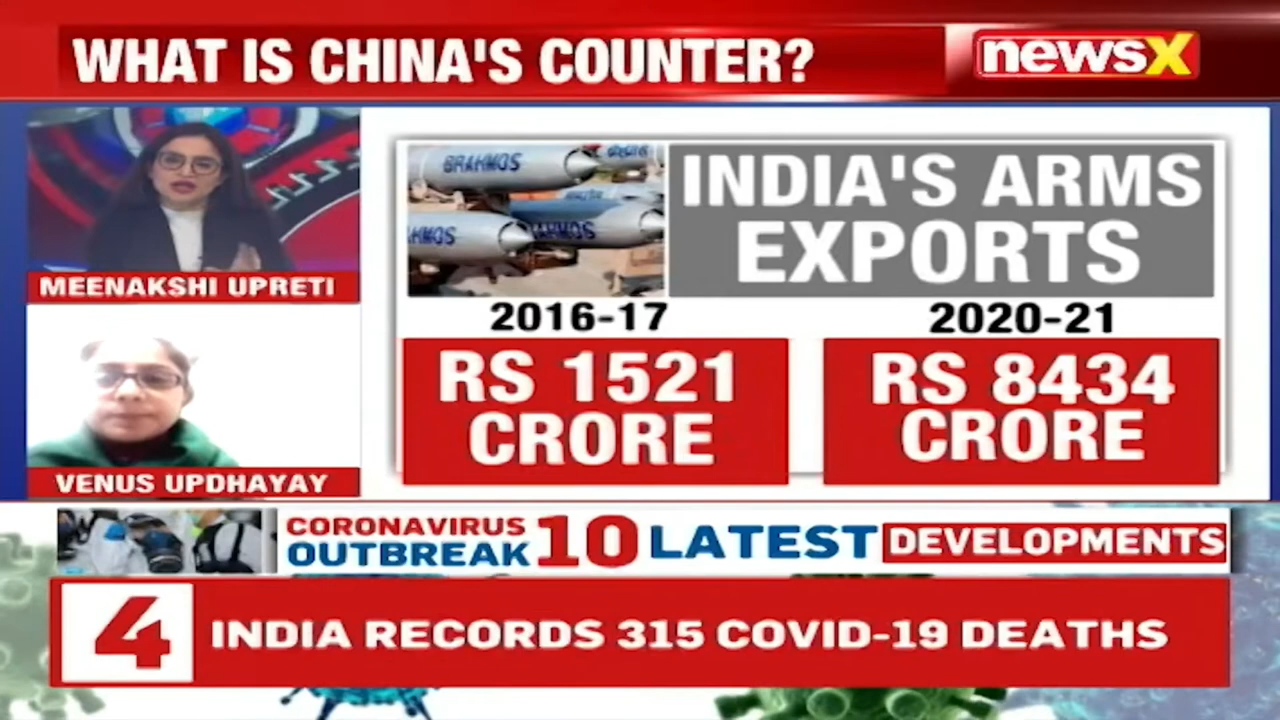 WHAT IS CHINA'S COUNTER?
newsX
MEENAKSHI UPRETI
VENUS UPDHAYAY
BRAHMOS
INDIA'S ARMS
EXPORTS
2016-17
2020-21
RS 1521
CRORE
RS 8434
CRORE
CORONAVIRUS
OUTBREAK
10 LATEST DEVELOPMENTS
4
INDIA RECORDS 315 COVID-19 DEATHS